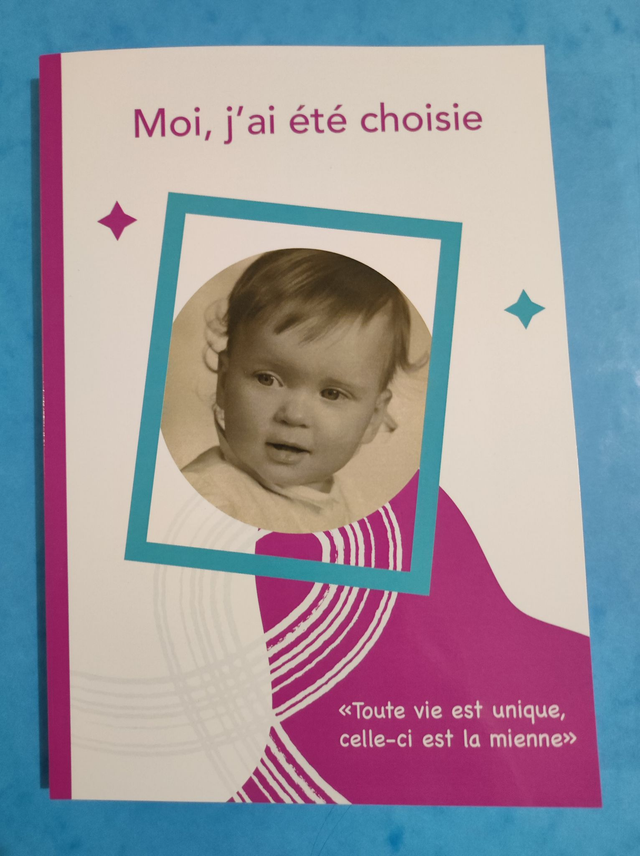 Moi, j'ai été choisie
«Toute vie est unique,
celle-ci est la mienne»